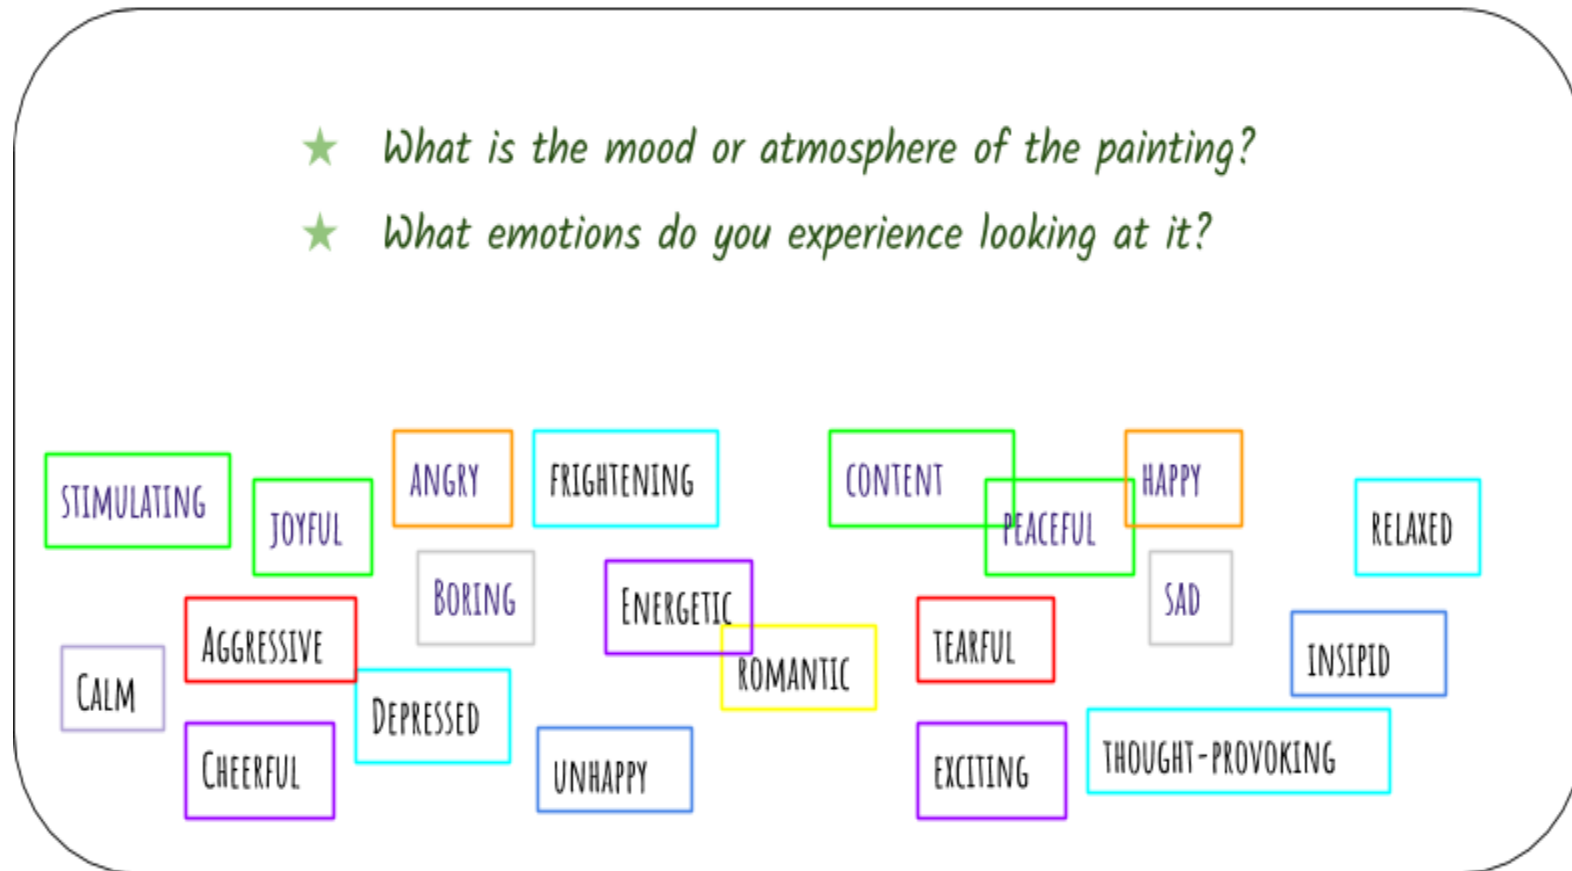 ★ What is the mood or atmosphere of the painting?
★ What emotions do you experience looking at it?
STIMULATING
JOYFUL
ANGRY
FRIGHTENING
CONTENT
PEACEFUL
HAPPY
RELAXED
BORING
ENERGETIC
SAD
AGGRESSIVE
ROMANTIC
TEARFUL
INSIPID
CALM
DEPRESSED
CHEERFUL
UNHAPPY
EXCITING
THOUGHT-PROVOKING